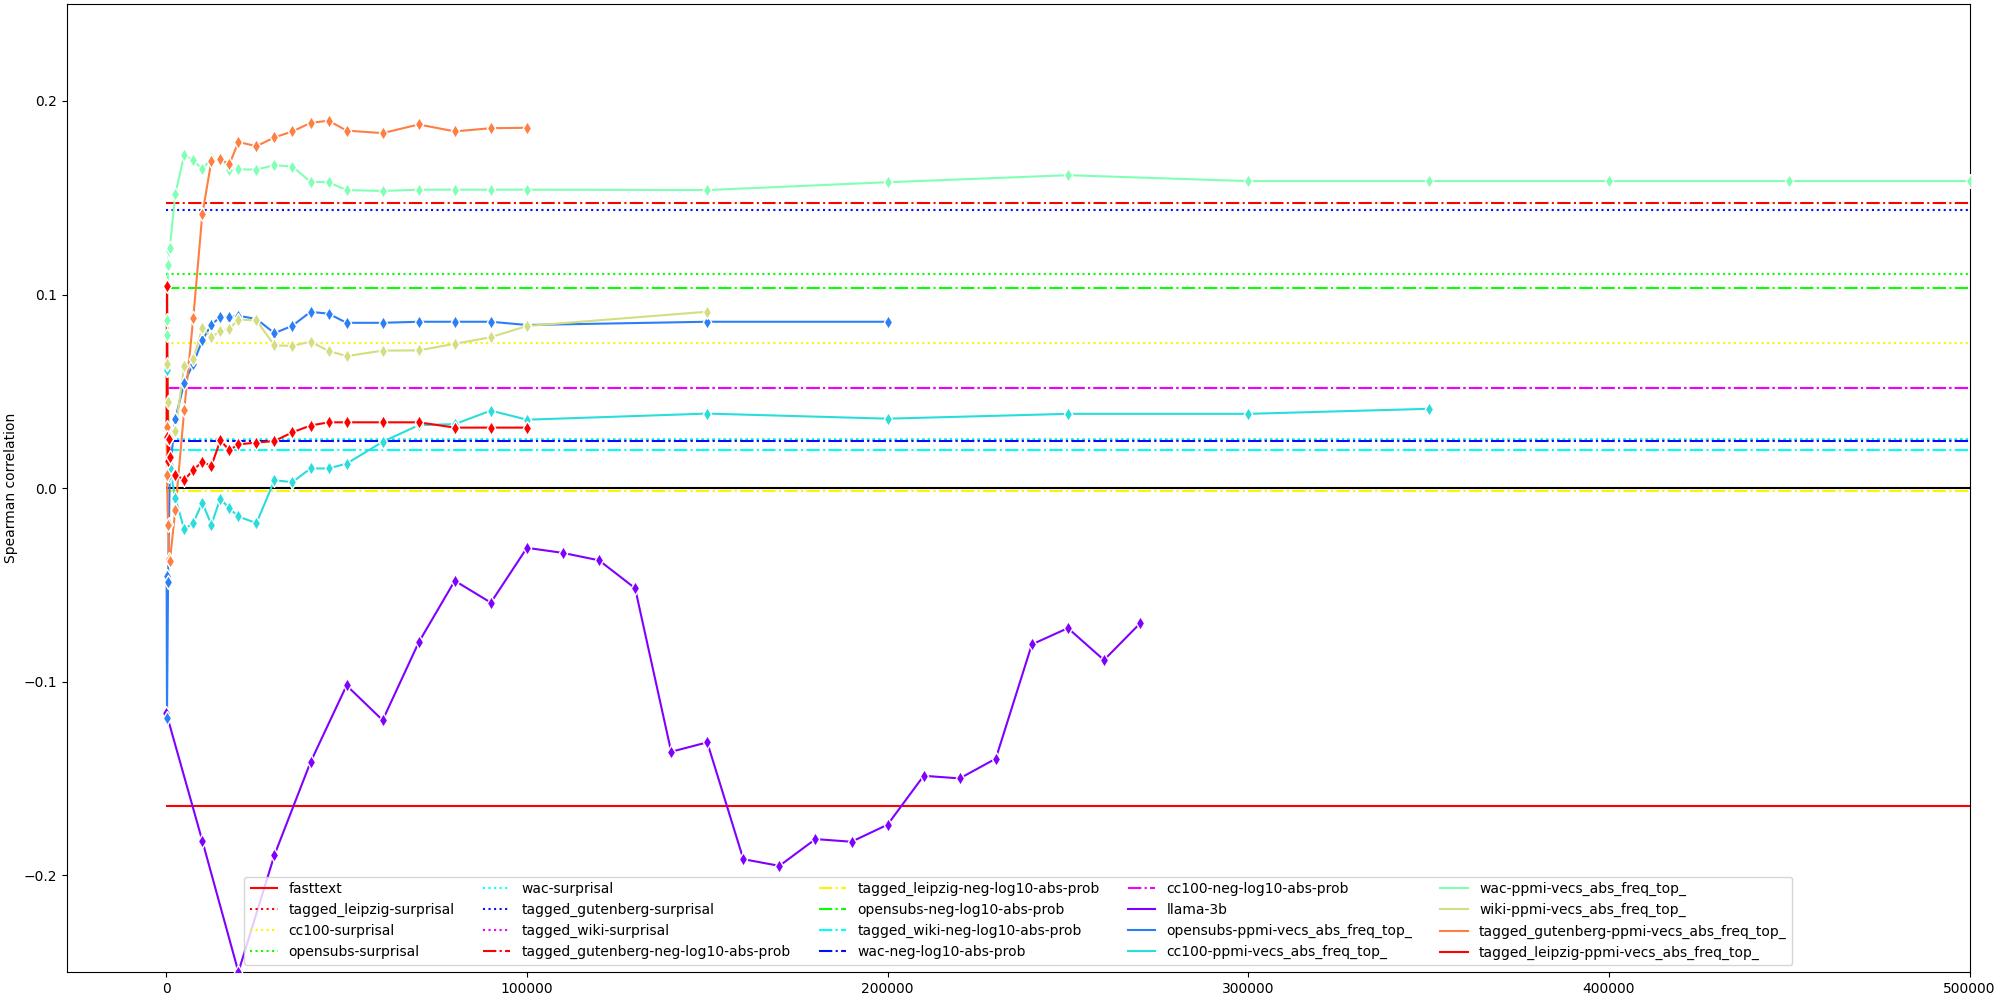 0.2
0.1
0.0
−0.1
−0.2
Spearman correlation
fasttext
tagged_leipzig-surprisal
cc100-surprisal
opensubs-surprisal
wac-surprisal
tagged_gutenberg-surprisal
tagged_wiki-surprisal
tagged_gutenberg-neg-log10-abs-prob
tagged_leipzig-neg-log10-abs-prob
opensubs-neg-log10-abs-prob
tagged_wiki-neg-log10-abs-prob
wac-neg-log10-abs-prob
cc100-neg-log10-abs-prob
llama-3b
opensubs-ppmi-vecs_abs_freq_top_
cc100-ppmi-vecs_abs_freq_top_
wac-ppmi-vecs_abs_freq_top_
wiki-ppmi-vecs_abs_freq_top_
tagged_gutenberg-ppmi-vecs_abs_freq_top_
tagged_leipzig-ppmi-vecs_abs_freq_top_
0 100000 200000 300000 400000 500000